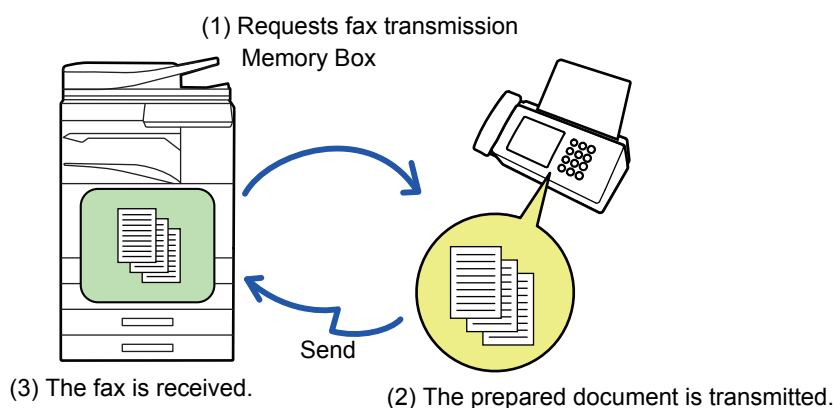 (1) Requests fax transmission
Memory Box
Send
(3) The fax is received.
(2) The prepared document is transmitted.